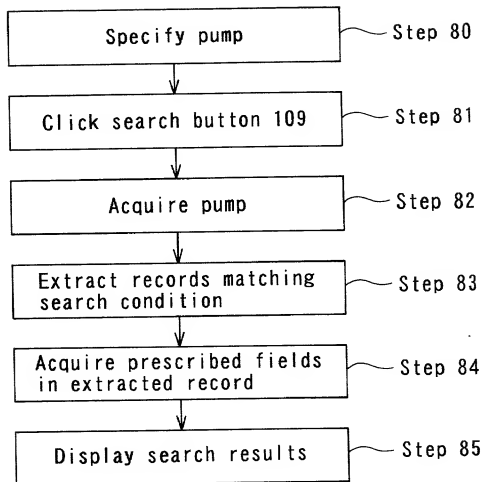 Specify pump
Step 80
Click search button 109
Step 81
Acquire pump
Step 82
Extract records matching
search condition
Step 83
Acquire prescribed fields
in extracted record
Step 84
Display search results
Step 85